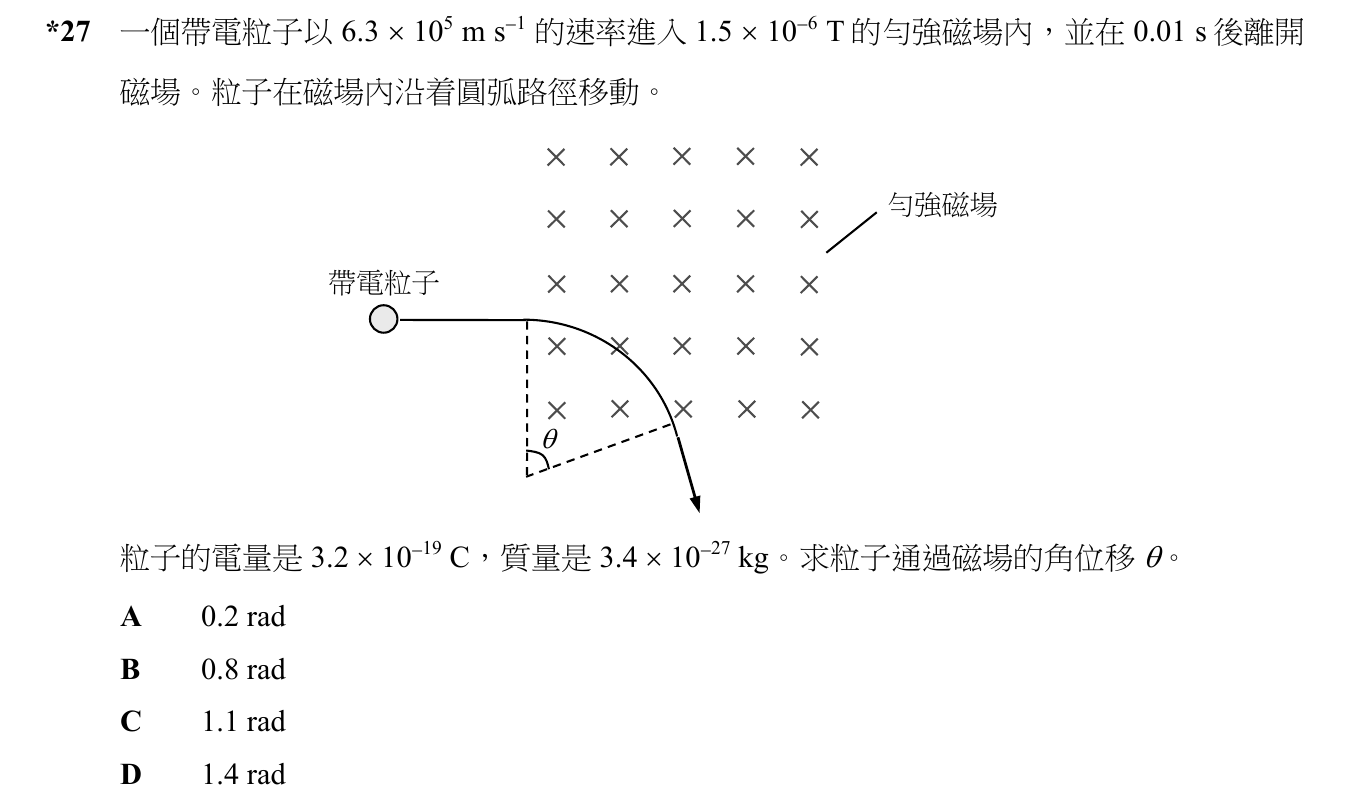 *27 一個帶電粒子以 6.3 × 10⁵ m s⁻¹ 的速率進入 1.5 × 10⁻⁶ T 的勻強磁場內，並在 0.01 s 後離開
磁場。粒子在磁場內沿着圓弧路徑移動。
勻強磁場
帶電粒子
θ
粒子的電量是 3.2 × 10⁻¹⁹ C，質量是 3.4 × 10⁻²⁷ kg。求粒子通過磁場的角位移 θ。
A 0.2 rad
B 0.8 rad
C 1.1 rad
D 1.4 rad